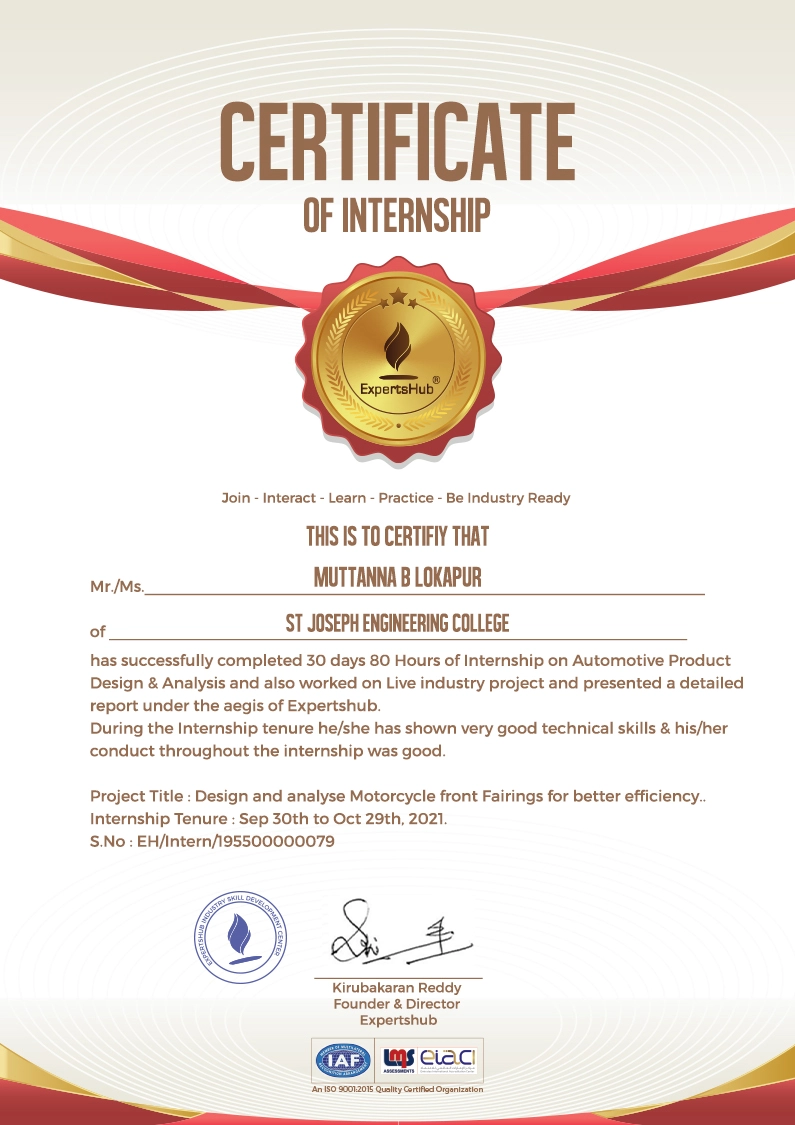 CERTIFICATE
OF INTERNSHIP
ExpertsHub®
Join - Interact - Learn - Practice - Be Industry Ready
THIS IS TO CERTIFIY THAT
Mr./Ms. MUTTANNA B LOKAPUR
of ST JOSEPH ENGINEERING COLLEGE
has successfully completed 30 days 80 Hours of Internship on Automotive Product
Design & Analysis and also worked on Live industry project and presented a detailed
report under the aegis of Expertshub.
During the Internship tenure he/she has shown very good technical skills & his/her
conduct throughout the internship was good.
Project Title : Design and analyse Motorcycle front Fairings for better efficiency..
Internship Tenure : Sep 30th to Oct 29th, 2021.
S.No : EH/Intern/195500000079
EXPERTSHUB INDUSTRY SKILL DEVELOPMENT CENTER
Kirubakaran Reddy
Founder & Director
Expertshub
IAF
LMS
ASSESSMENTS
eiaci
An ISO 9001:2015 Quality Certified Organization